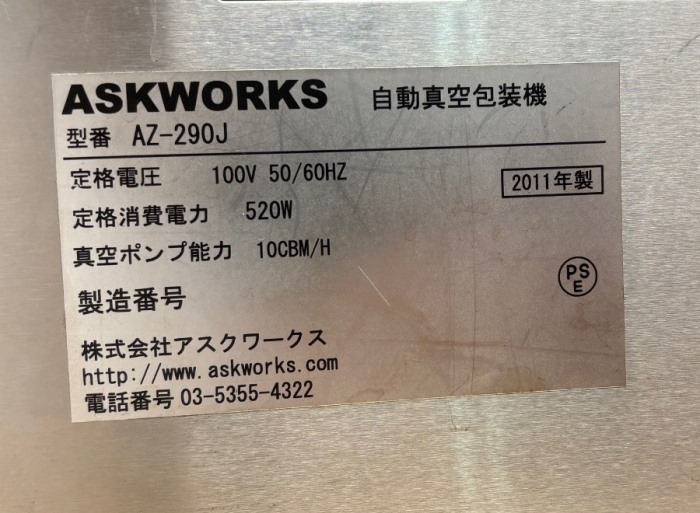 ASKWORKS 自動真空包装機
型番 AZ-290J
定格電圧 100V 50/60HZ
2011年製
定格消費電力 520W
真空ポンプ能力 10CBM/H
PS
E
製造番号
株式会社アスクワークス
http://www.askworks.com
電話番号 03-5355-4322